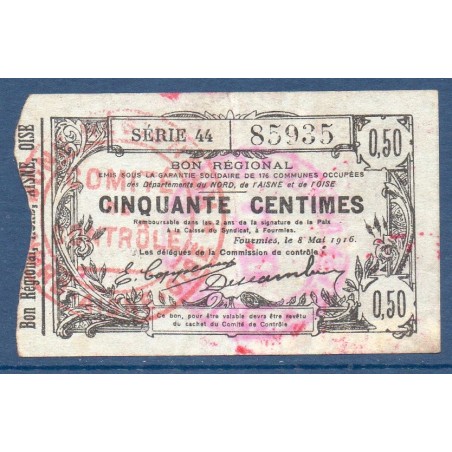 SÉRIE 44 85935 0,50
BON RÉGIONAL
ÉMIS SOUS LA GARANTIE SOLIDAIRE DE 176 COMMUNES OCCUPÉES
des Départements du NORD, de l'AISNE et de l'OISE
CINQUANTE CENTIMES
Remboursable dans les 2 ans de la signature de la Paix
à la Caisse du Syndicat, à Fourmies.
Fourmies, le 8 Mai 1916.
Les délégués de la Commission de contrôle:
0,50
Ce bon, pour être valable devra être revêtu
du cachet du Comité de Contrôle
Bon Régional AISNE, OISE
COMITÉ
CONTRÔLE